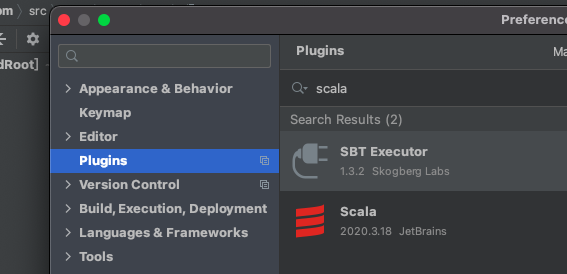 om › src
Preference
dRoot]
Plugins
Ma
Appearance & Behavior
Keymap
Editor
Plugins
Version Control
Build, Execution, Deployment
Languages & Frameworks
Tools
scala
Search Results (2)
SBT Executor
1.3.2 Skogberg Labs
Scala
2020.3.18 JetBrains